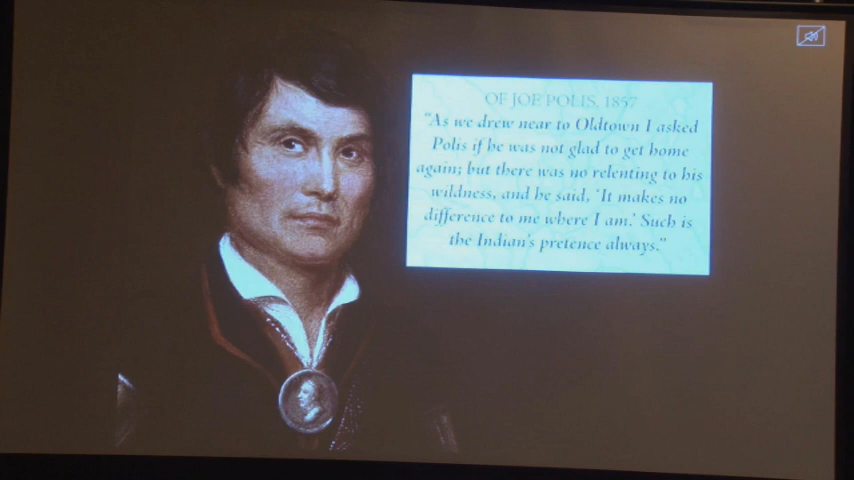 OF JOE POLIS, 1857
"As we drew near to Oldtown I asked
Polis if he was not glad to get home
again; but there was no relenting to his
wildness, and he said, 'It makes no
difference to me where I am.' Such is
the Indian's pretence always."